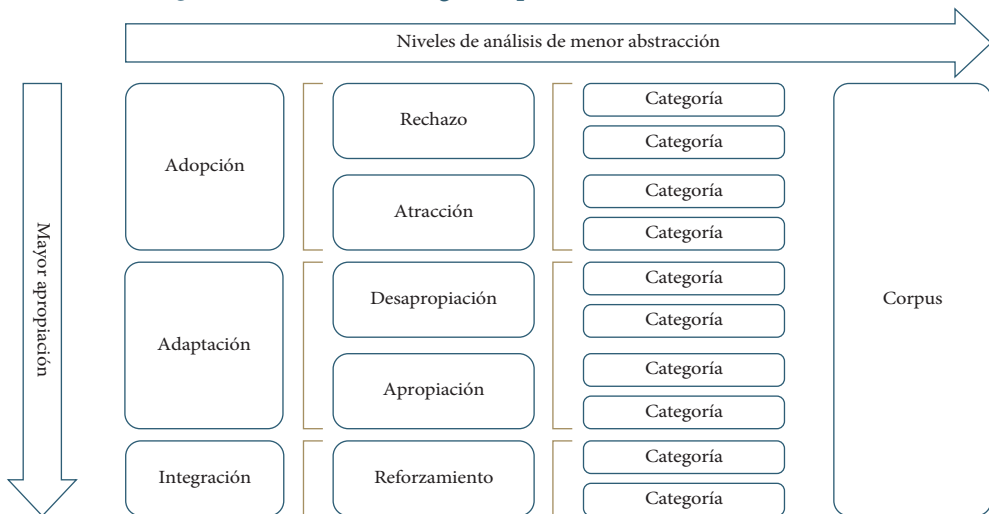 Niveles de análisis de menor abstracción
Mayor apropiación
Adopción
Rechazo
Categoría
Categoría
Atracción
Categoría
Categoría
Adaptación
Desapropiación
Categoría
Categoría
Apropiación
Categoría
Categoría
Integración
Reforzamiento
Categoría
Categoría
Corpus